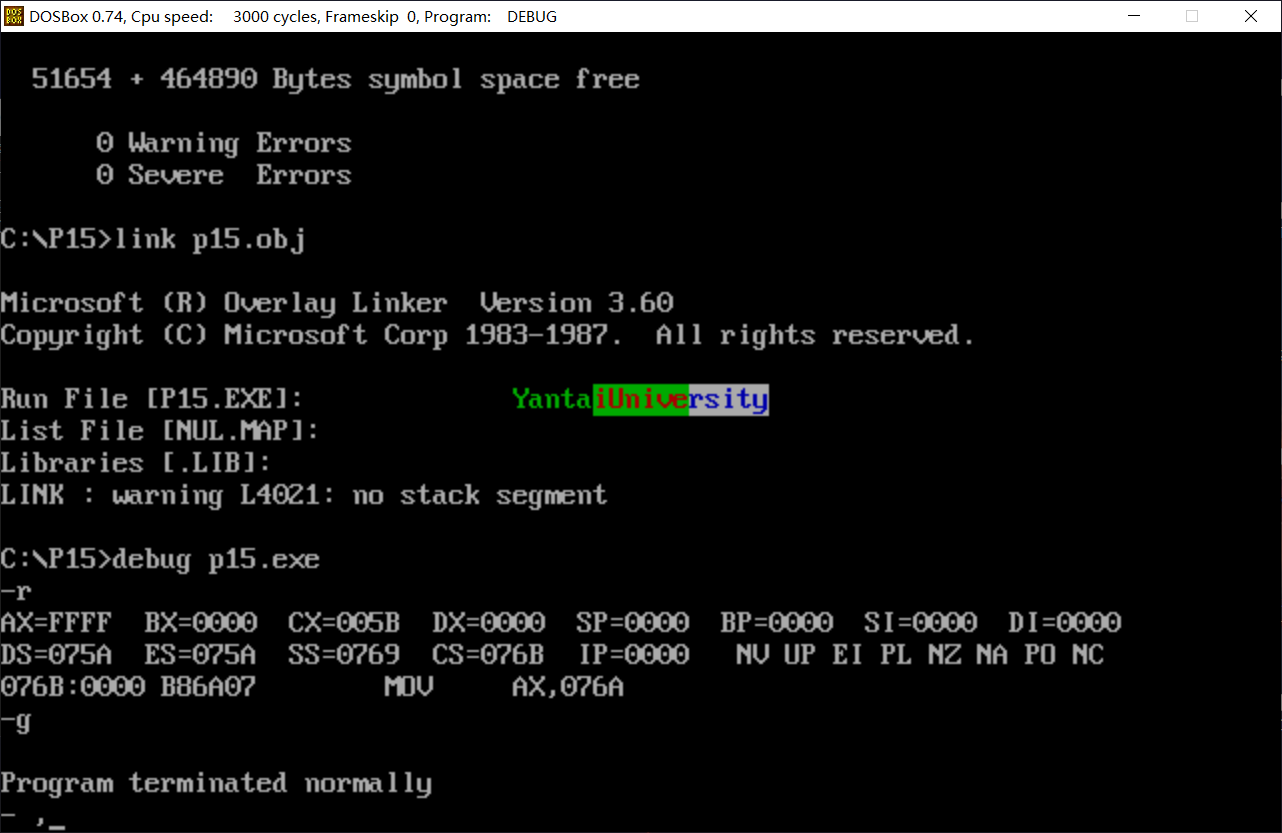 DOSBox 0.74, Cpu speed: 3000 cycles, Frameskip 0, Program: DEBUG
51654 + 464890 Bytes symbol space free
0 Warning Errors
0 Severe Errors
C:\P15>link p15.obj
Microsoft (R) Overlay Linker Version 3.60
Copyright (C) Microsoft Corp 1983-1987. All rights reserved.
Run File [P15.EXE]: YantaiUniversity
List File [NUL.MAP]:
Libraries [.LIB]:
LINK : warning L4021: no stack segment
C:\P15>debug p15.exe
-r
AX=FFFF BX=0000 CX=005B DX=0000 SP=0000 BP=0000 SI=0000 DI=0000
DS=075A ES=075A SS=0769 CS=076B IP=0000 NV UP EI PL NZ NA PO NC
076B:0000 B86A07 MOV AX,076A
-g
Program terminated normally
- ,_